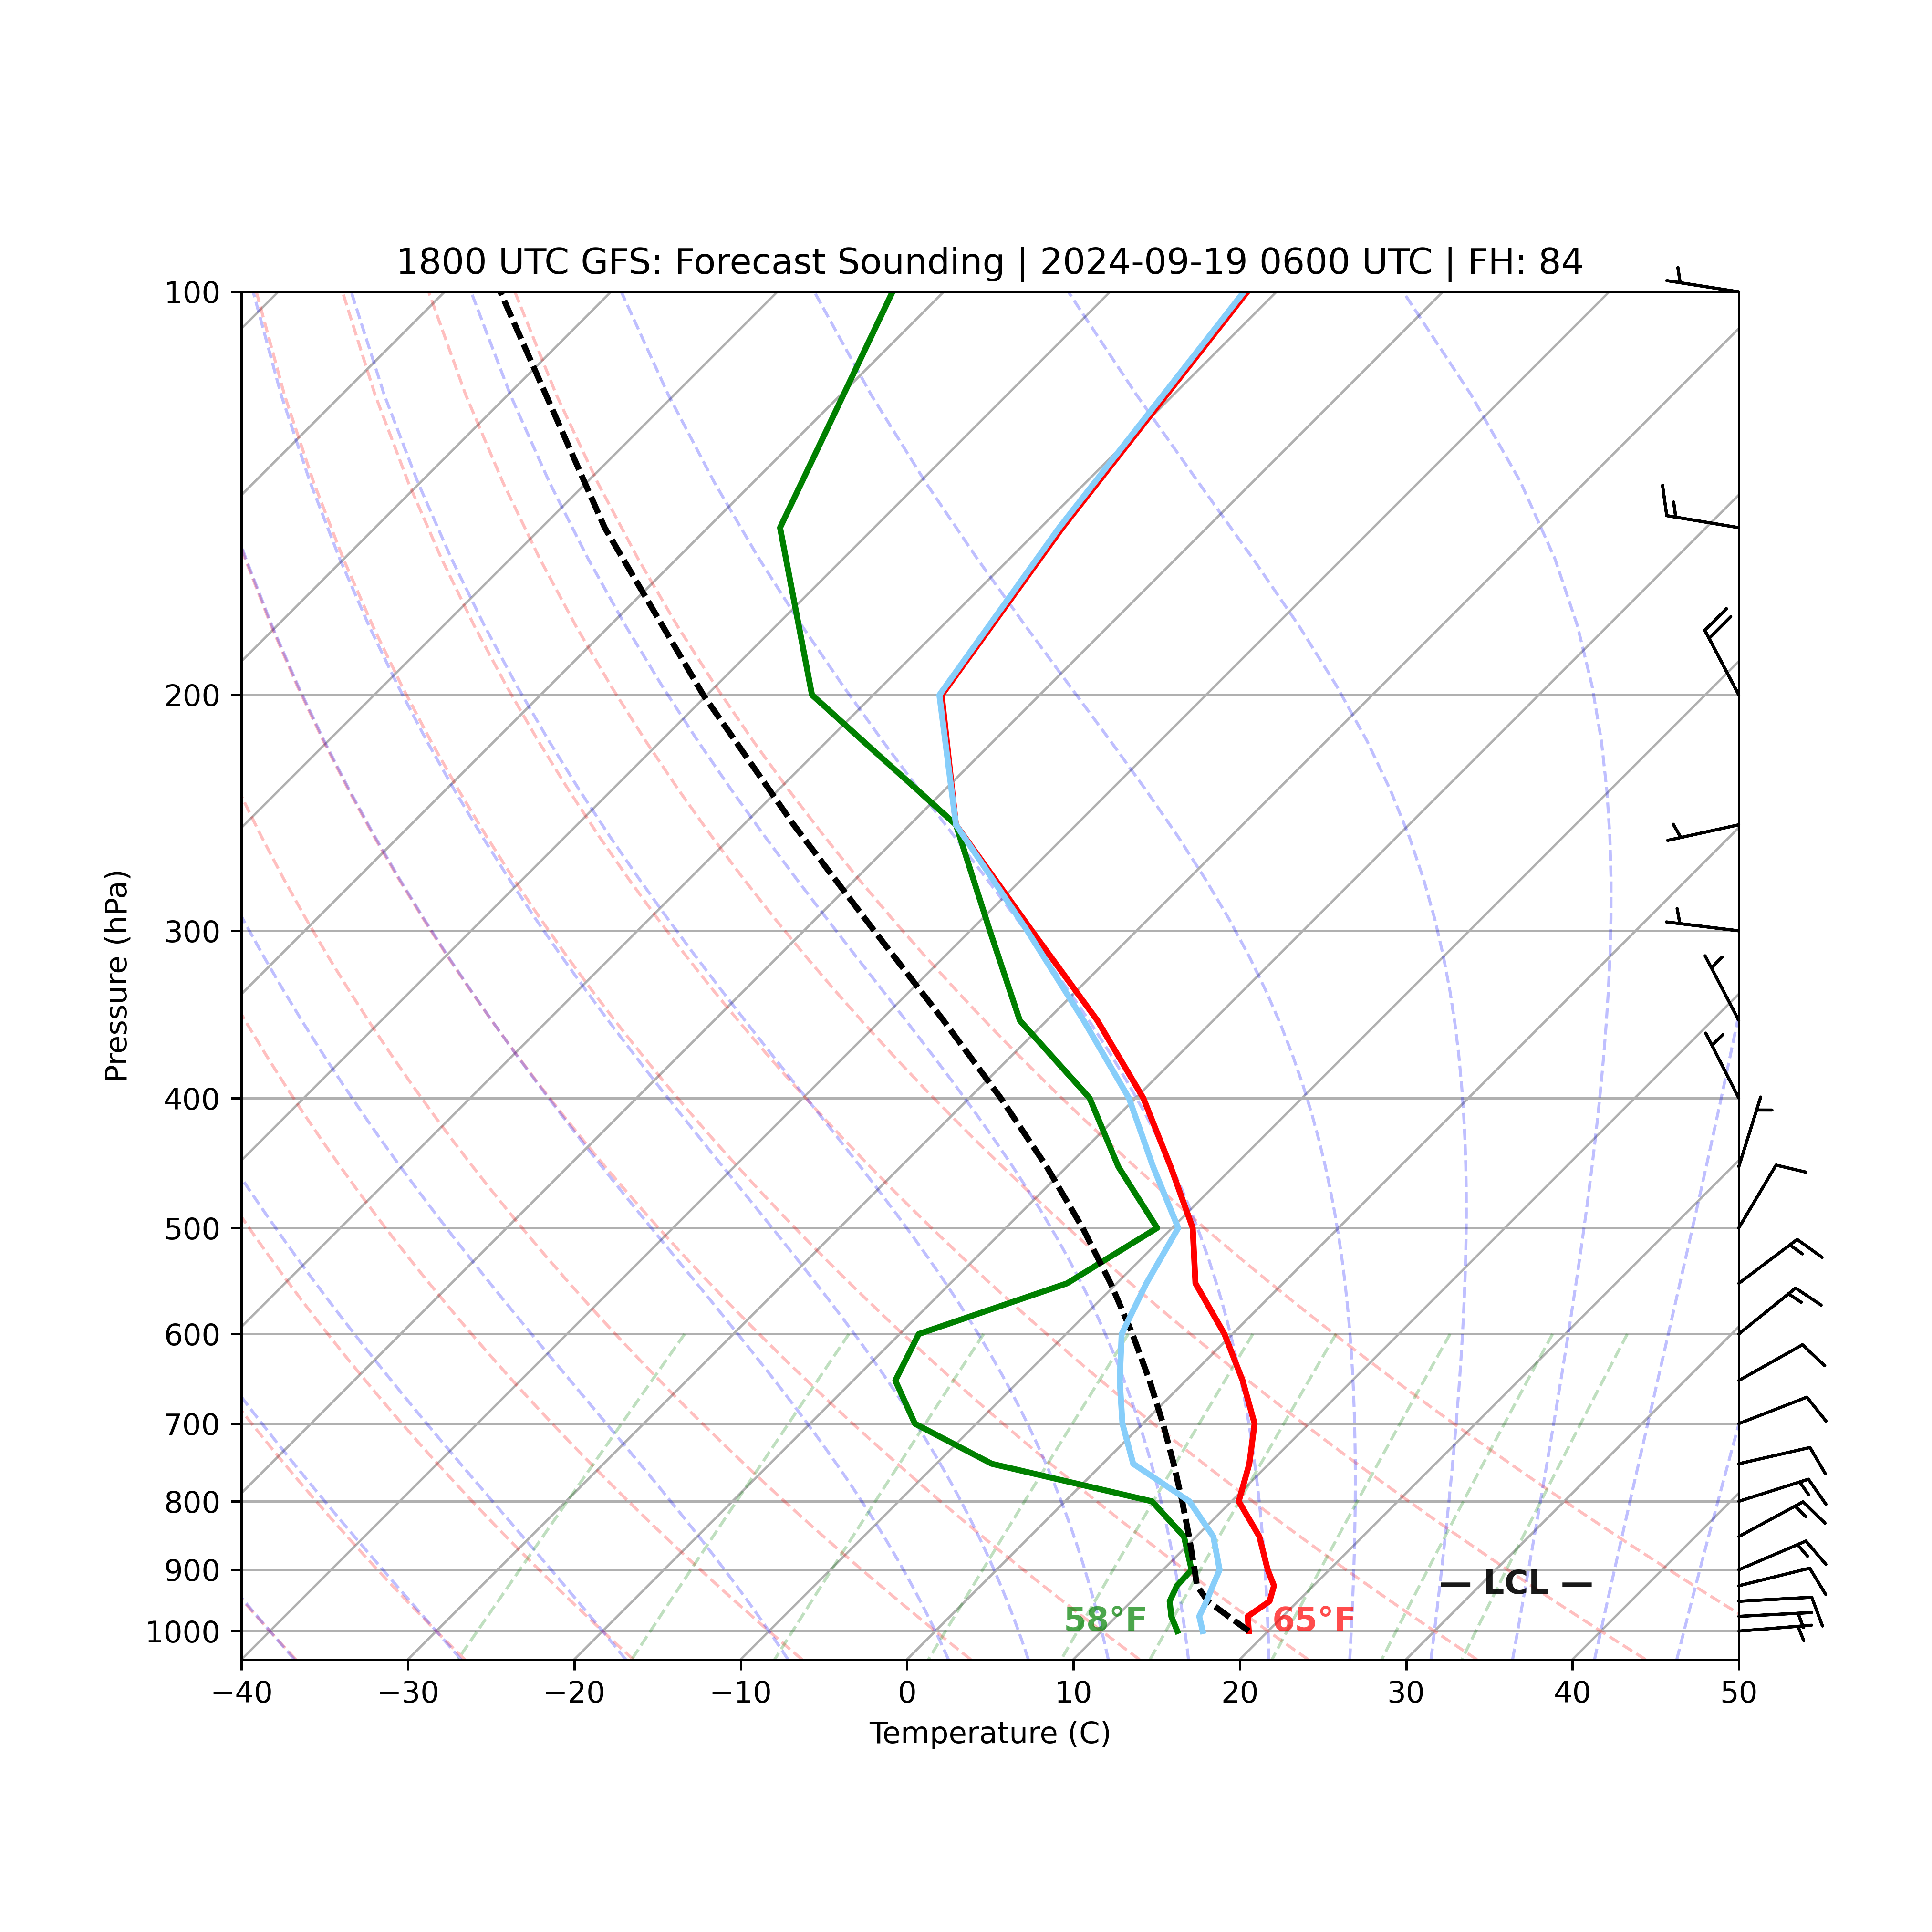 1800 UTC GFS: Forecast Sounding | 2024-09-19 0600 UTC | FH: 84
100
200
300
400
500
600
700
800
900
1000
Pressure (hPa)
— LCL —
58°F
65°F
−40 −30 −20 −10 0 10 20 30 40 50
Temperature (C)